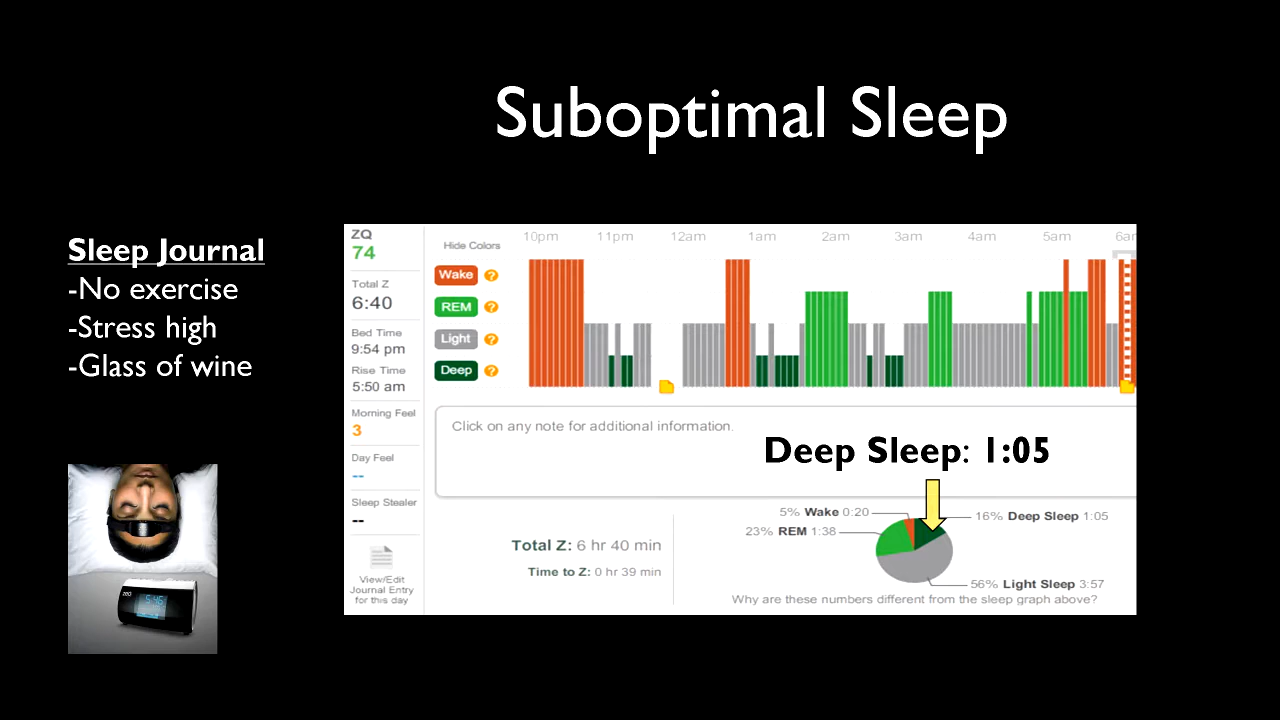 Suboptimal Sleep
Sleep Journal
-No exercise
-Stress high
-Glass of wine
ZQ
74
Total Z
6:40
Bed Time
9:54 pm
Rise Time
5:50 am
Morning Feel
3
Day Feel
--
Sleep Stealer
--
View/Edit
Journal Entry
for this day
Hide Colors
10pm 11pm 12am 1am 2am 3am 4am 5am 6am
Wake ?
REM ?
Light ?
Deep ?
Click on any note for additional information.
Deep Sleep: 1:05
Total Z: 6 hr 40 min
Time to Z: 0 hr 39 min
5% Wake 0:20
16% Deep Sleep 1:05
23% REM 1:38
56% Light Sleep 3:57
Why are these numbers different from the sleep graph above?
zeo
5:45